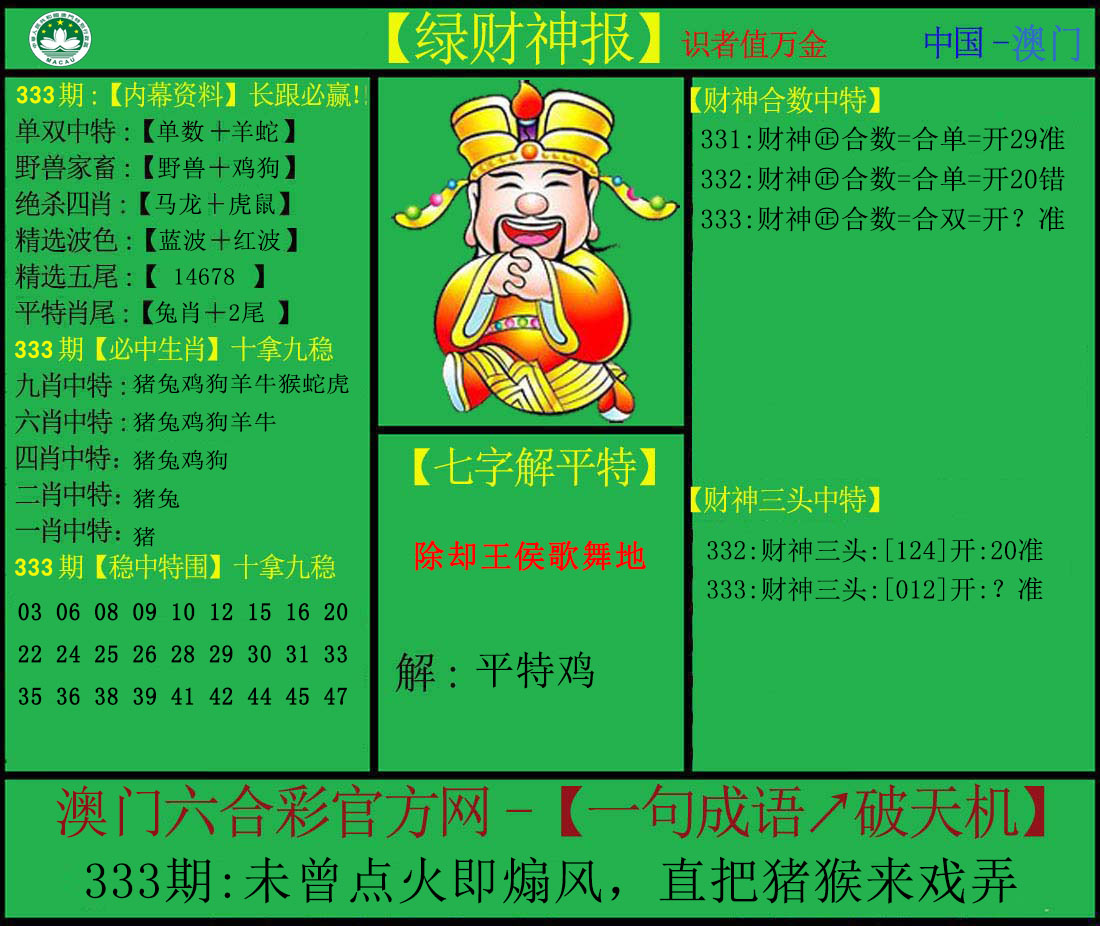 【绿财神报】识者值万金 中国-澳门
MACAU
333期:【内幕资料】长跟必赢!!
单双中特:【单数+羊蛇】
野兽家畜:【野兽+鸡狗】
绝杀四肖:【马龙+虎鼠】
精选波色:【蓝波+红波】
精选五尾:【 14678 】
平特肖尾:【兔肖+2尾 】
333期【必中生肖】十拿九稳
九肖中特:猪兔鸡狗羊牛猴蛇虎
六肖中特:猪兔鸡狗羊牛
四肖中特:猪兔鸡狗
二肖中特:猪兔
一肖中特:猪
333期【稳中特围】十拿九稳
03 06 08 09 10 12 15 16 20
22 24 25 26 28 29 30 31 33
35 36 38 39 41 42 44 45 47
【七字解平特】
除却王侯歌舞地
解: 平特鸡
【财神合数中特】
331:财神㊣合数=合单=开29准
332:财神㊣合数=合单=开20错
333:财神㊣合数=合双=开？准
【财神三头中特】
332:财神三头:[124]开:20准
333:财神三头:[012]开:？准
澳门六合彩官方网-【一句成语↗破天机】
333期:未曾点火即煽风，直把猪猴来戏弄